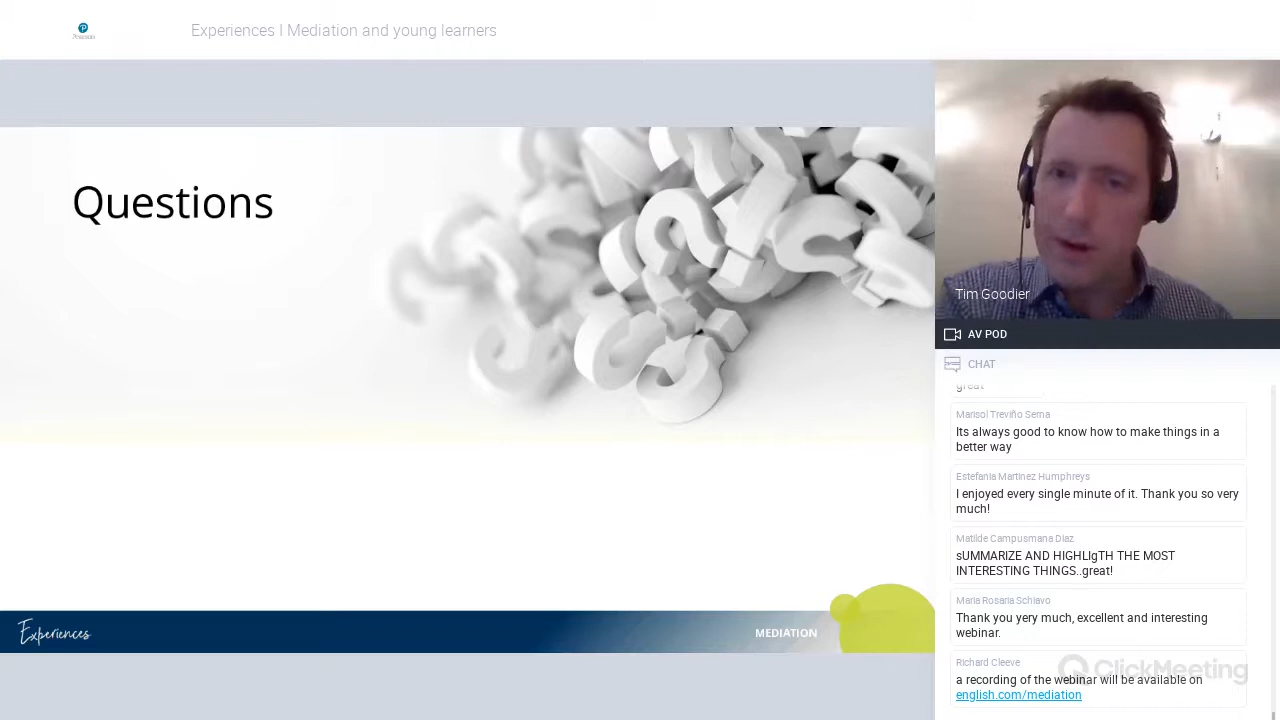 Pearson
Experiences I Mediation and young learners
Questions
Tim Goodier
AV POD
CHAT
great
Marisol Treviño Serna
Its always good to know how to make things in a
better way
Estefania Martinez Humphreys
I enjoyed every single minute of it. Thank you so very
much!
Matilde Campusmana Diaz
sUMMARIZE AND HIGHLIgTH THE MOST
INTERESTING THINGS..great!
Maria Rosaria Schiavo
Thank you yery much, excellent and interesting
webinar.
Richard Cleeve
a recording of the webinar will be available on
english.com/mediation
ClickMeeting
Experiences
MEDIATION